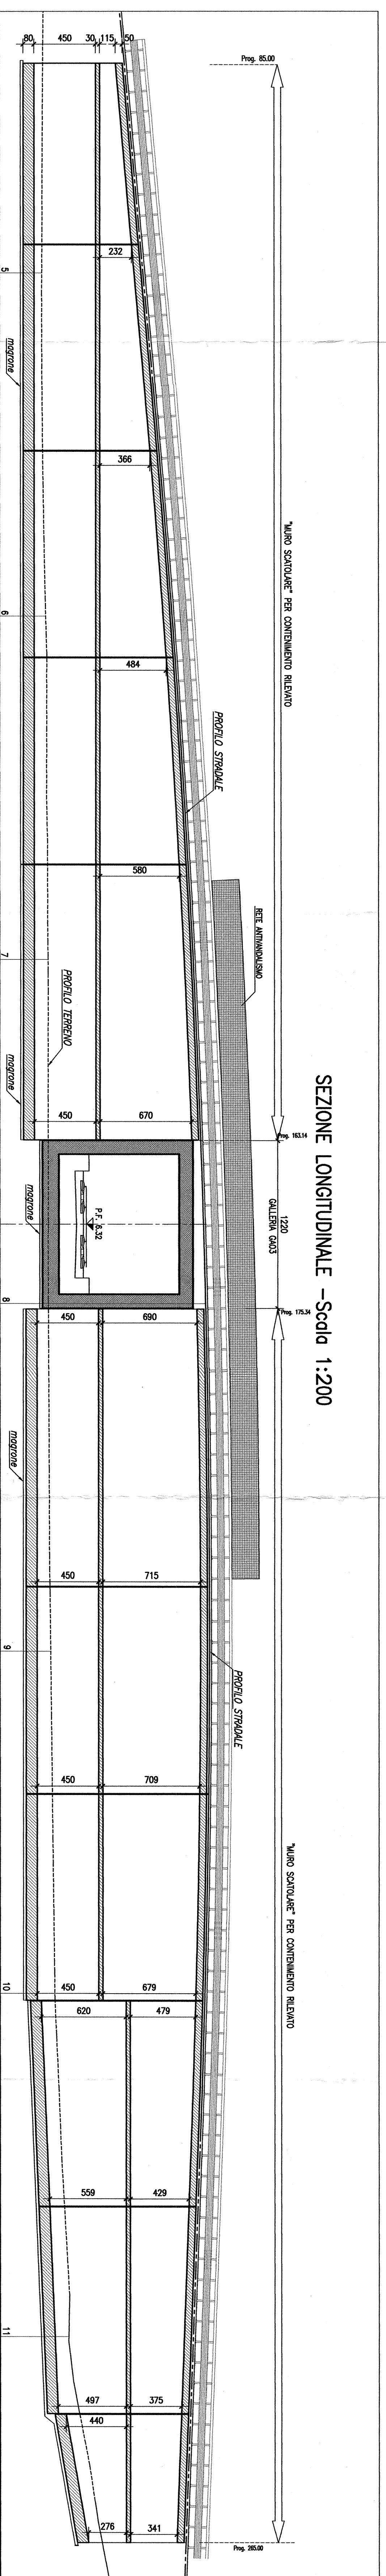 SEZIONE LONGITUDINALE -Scala 1:200
Prog. 85.00
"MURO SCATOLARE" PER CONTENIMENTO RILEVATO
Prog. 163.14
1220
GALLERIA GA03
Prog. 175.34
"MURO SCATOLARE" PER CONTENIMENTO RILEVATO
Prog. 265.00
RETE ANTIVANDALISMO
PROFILO STRADALE
PROFILO STRADALE
50
115
30
450
80
232
366
484
580
670
450
690
450
715
450
709
450
679
450
479
620
429
559
375
497
440
341
276
P.F. 6.32
PROFILO TERRENO
magrone
magrone
magrone
magrone
5
6
7
8
9
10
11